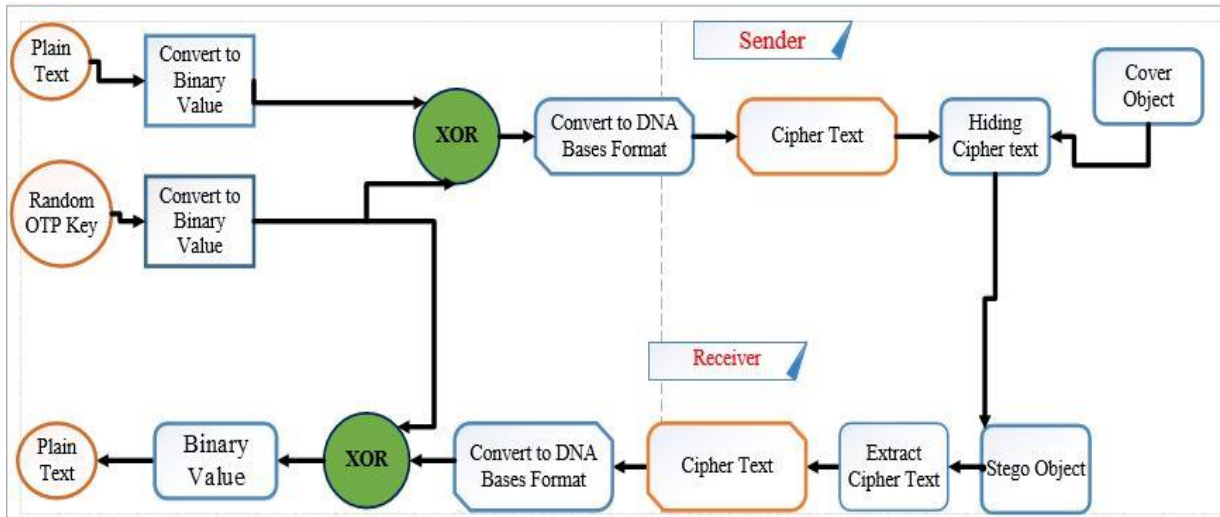 Plain
Text
Convert to
Binary
Value
XOR
Convert to DNA
Bases Format
Sender
Cipher Text
Hiding
Cipher text
Cover
Object
Random
OTP Key
Convert to
Binary
Value
Receiver
Plain
Text
Binary
Value
XOR
Convert to DNA
Bases Format
Cipher Text
Extract
Cipher Text
Stego Object